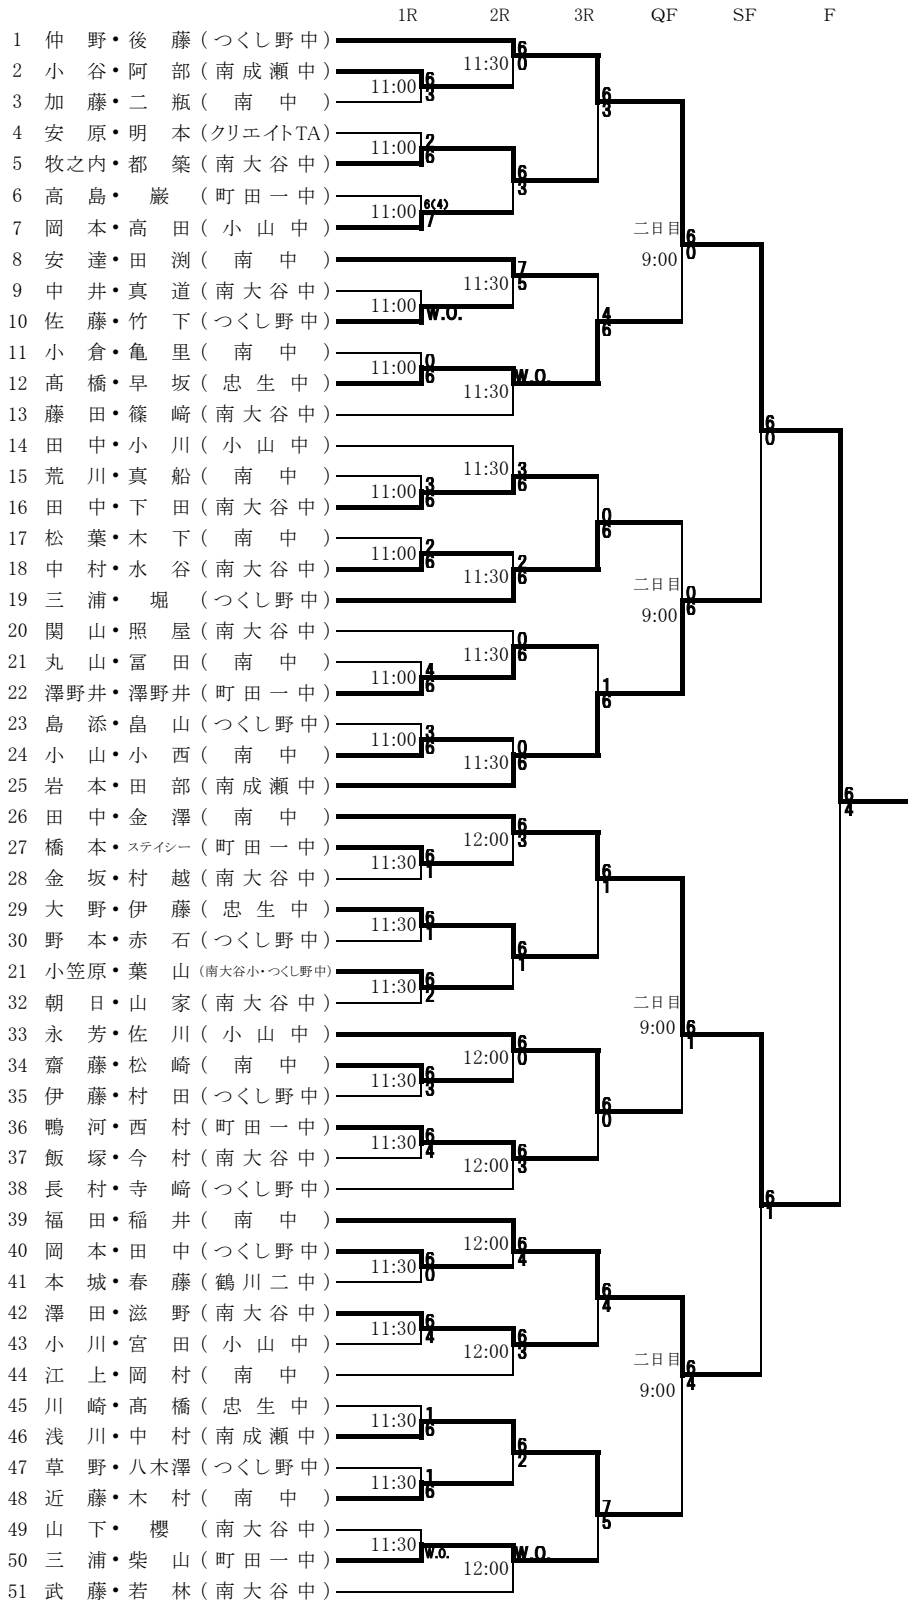 1R 2R 3R QF SF F
1 仲 野・後 藤 (つくし野中)
6 0
11:30
2 小 谷・阿 部 (南成瀬中)
11:00 6 3
3 加 藤・二 瓶 (南中)
6 3
4 安 原・明 本 (クリエイトTA)
11:00 2 6
5 牧之内・都 築 (南大谷中)
6 3
6 高 島・ 巌 (町田一中)
11:00 6(4) 7
7 岡 本・高 田 (小山中)
二日目 6 0
9:00
8 安 達・田 渕 (南中)
11:30 7 5
9 中 井・真 道 (南大谷中)
11:00 W.O.
10 佐 藤・竹 下 (つくし野中)
4 6
11 小 倉・亀 里 (南中)
11:00 0 6
12 髙 橋・早 坂 (忠生中)
11:30 W.O.
13 藤 田・篠 﨑 (南大谷中)
6 0
14 田 中・小 川 (小山中)
11:30 3 6
15 荒 川・真 船 (南中)
11:00 3 6
16 田 中・下 田 (南大谷中)
0 6
17 松 葉・木 下 (南中)
11:00 2 6
18 中 村・水 谷 (南大谷中)
11:30 2 6
19 三 浦・ 堀 (つくし野中)
二日目 0 6
9:00
20 関 山・照 屋 (南大谷中)
11:30 0 6
21 丸 山・冨 田 (南中)
11:00 4 6
22 澤野井・澤野井 (町田一中)
1 6
23 島 添・畠 山 (つくし野中)
11:00 3 6
24 小 山・小 西 (南中)
11:30 0 6
25 岩 本・田 部 (南成瀬中)
6 4
26 田 中・金 澤 (南中)
12:00 6 3
27 橋 本・ステイシー (町田一中)
11:30 6 1
28 金 坂・村 越 (南大谷中)
6 1
29 大 野・伊 藤 (忠生中)
11:30 6 1
30 野 本・赤 石 (つくし野中)
6 1
21 小笠原・葉 山 (南大谷小・つくし野中)
11:30 6 2
32 朝 日・山 家 (南大谷中)
二日目 6 1
9:00
33 永 芳・佐 川 (小山中)
12:00 6 0
34 齋 藤・松 崎 (南中)
11:30 6 3
35 伊 藤・村 田 (つくし野中)
6 0
36 鴨 河・西 村 (町田一中)
11:30 6 4
37 飯 塚・今 村 (南大谷中)
12:00 6 3
38 長 村・寺 﨑 (つくし野中)
6 1
39 福 田・稲 井 (南中)
12:00 6 4
40 岡 本・田 中 (つくし野中)
11:30 6 0
41 本 城・春 藤 (鶴川二中)
6 4
42 澤 田・滋 野 (南大谷中)
11:30 6 4
43 小 川・宮 田 (小山中)
12:00 6 3
44 江 上・岡 村 (南中)
二日目 6 4
9:00
45 川 崎・髙 橋 (忠生中)
11:30 1 6
46 浅 川・中 村 (南成瀬中)
6 2
47 草 野・八木澤 (つくし野中)
11:30 1 6
48 近 藤・木 村 (南中)
7 5
49 山 下・ 櫻 (南大谷中)
11:30 W.O.
50 三 浦・柴 山 (町田一中)
12:00 W.O.
51 武 藤・若 林 (南大谷中)